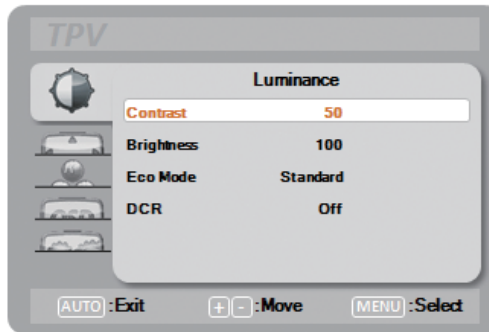 TPV
Luminance
Contrast 50
Brightness 100
Eco Mode Standard
DCR Off
AUTO :Exit + - :Move MENU :Select